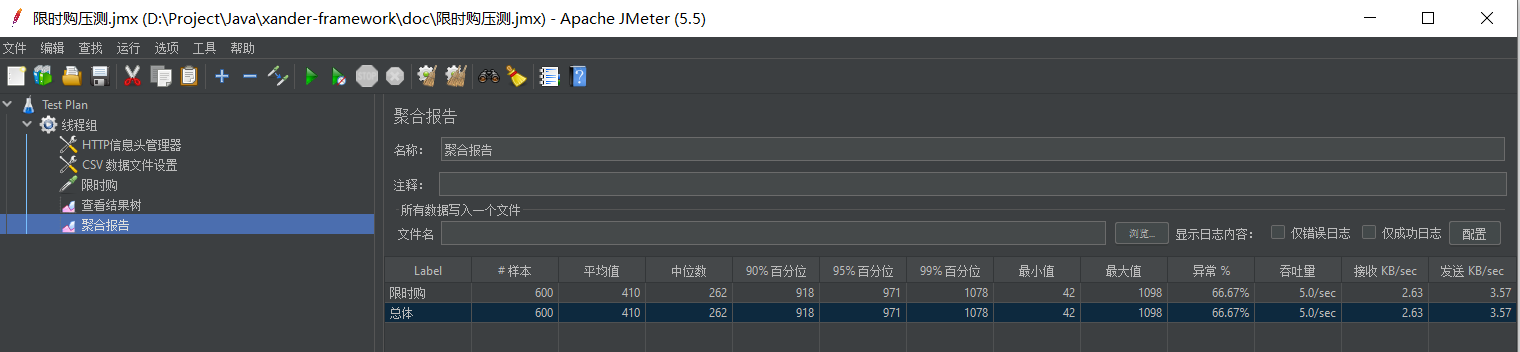 限时购压测.jmx (D:\Project\Java\xander-framework\doc\限时购压测.jmx) - Apache JMeter (5.5)
文件 编辑 查找 运行 选项 工具 帮助
STOP
Test Plan
线程组
HTTP信息头管理器
CSV 数据文件设置
限时购
查看结果树
聚合报告
聚合报告
名称： 聚合报告
注释：
所有数据写入一个文件
文件名 浏览... 显示日志内容： 仅错误日志 仅成功日志 配置
Label # 样本 平均值 中位数 90% 百分位 95% 百分位 99% 百分位 最小值 最大值 异常 % 吞吐量 接收 KB/sec 发送 KB/sec
限时购 600 410 262 918 971 1078 42 1098 66.67% 5.0/sec 2.63 3.57
总体 600 410 262 918 971 1078 42 1098 66.67% 5.0/sec 2.63 3.57